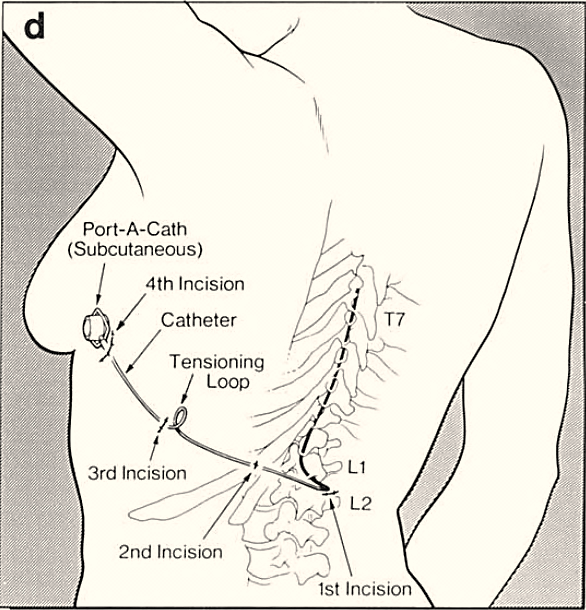 d
Port-A-Cath
(Subcutaneous)
4th Incision
Catheter
Tensioning
Loop
T7
3rd Incision
L1
L2
2nd Incision
1st Incision